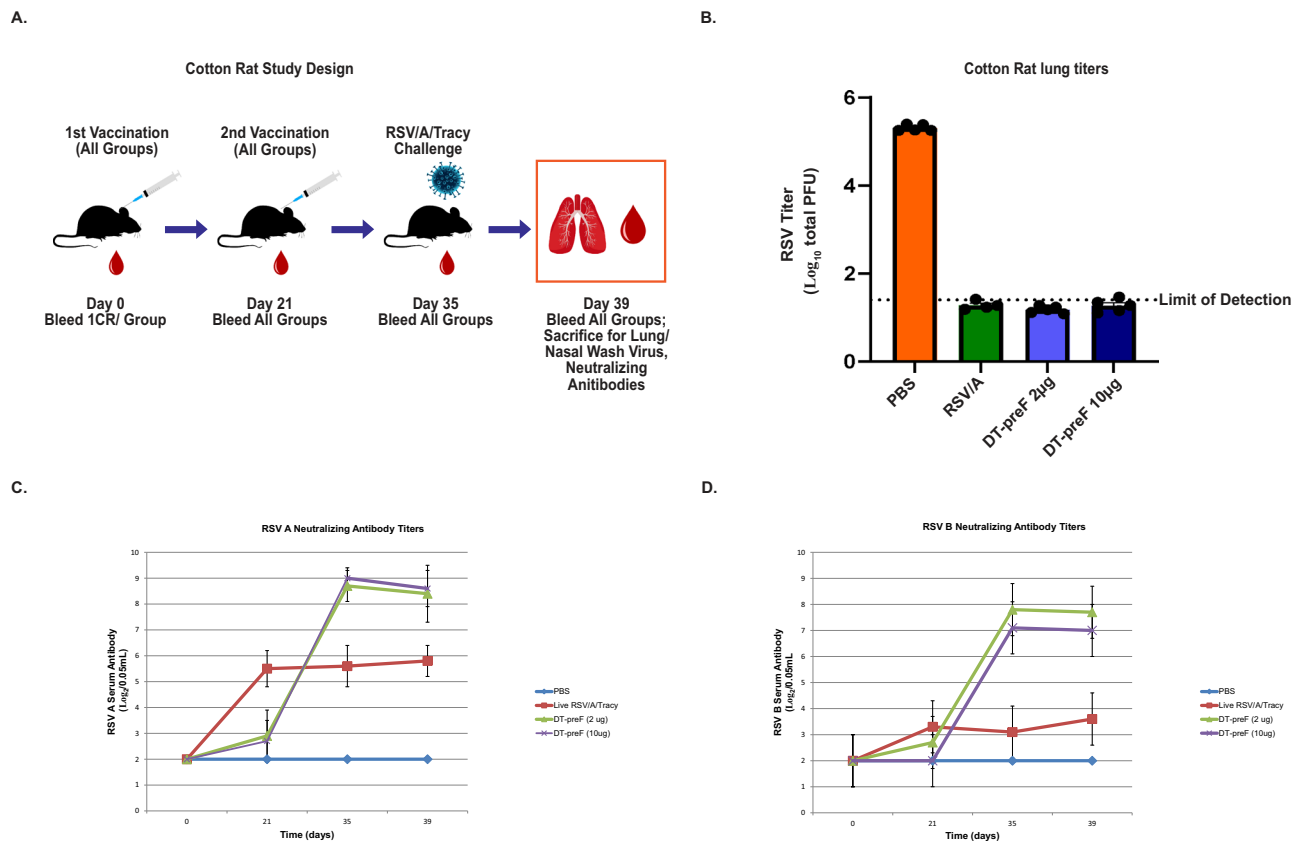 A.
Cotton Rat Study Design
1st Vaccination
(All Groups)
2nd Vaccination
(All Groups)
RSV/A/Tracy
Challenge
Day 0
Bleed 1CR/ Group
Day 21
Bleed All Groups
Day 35
Bleed All Groups
Day 39
Bleed All Groups;
Sacrifice for Lung/
Nasal Wash Virus,
Neutralizing
Anitibodies
B.
Cotton Rat lung titers
RSV Titer
(Log10 total PFU)
6
4
2
0
Limit of Detection
PBS
RSV/A
DT-preF 2µg
DT-preF 10µg
C.
RSV A Neutralizing Antibody Titers
RSV A Serum Antibody
(Log2/0.05mL)
10
9
8
7
6
5
4
3
2
1
0
0
21
35
39
Time (days)
PBS
Live RSV/A/Tracy
DT-preF (2 ug)
DT-preF (10ug)
D.
RSV B Neutralizing Antibody Titers
RSV B Serum Antibody
(Log2/0.05mL
10
9
8
7
6
5
4
3
2
1
0
0
21
35
39
Time (days)
PBS
Live RSV/A/Tracy
DT-preF (2 ug)
DT-preF (10ug)